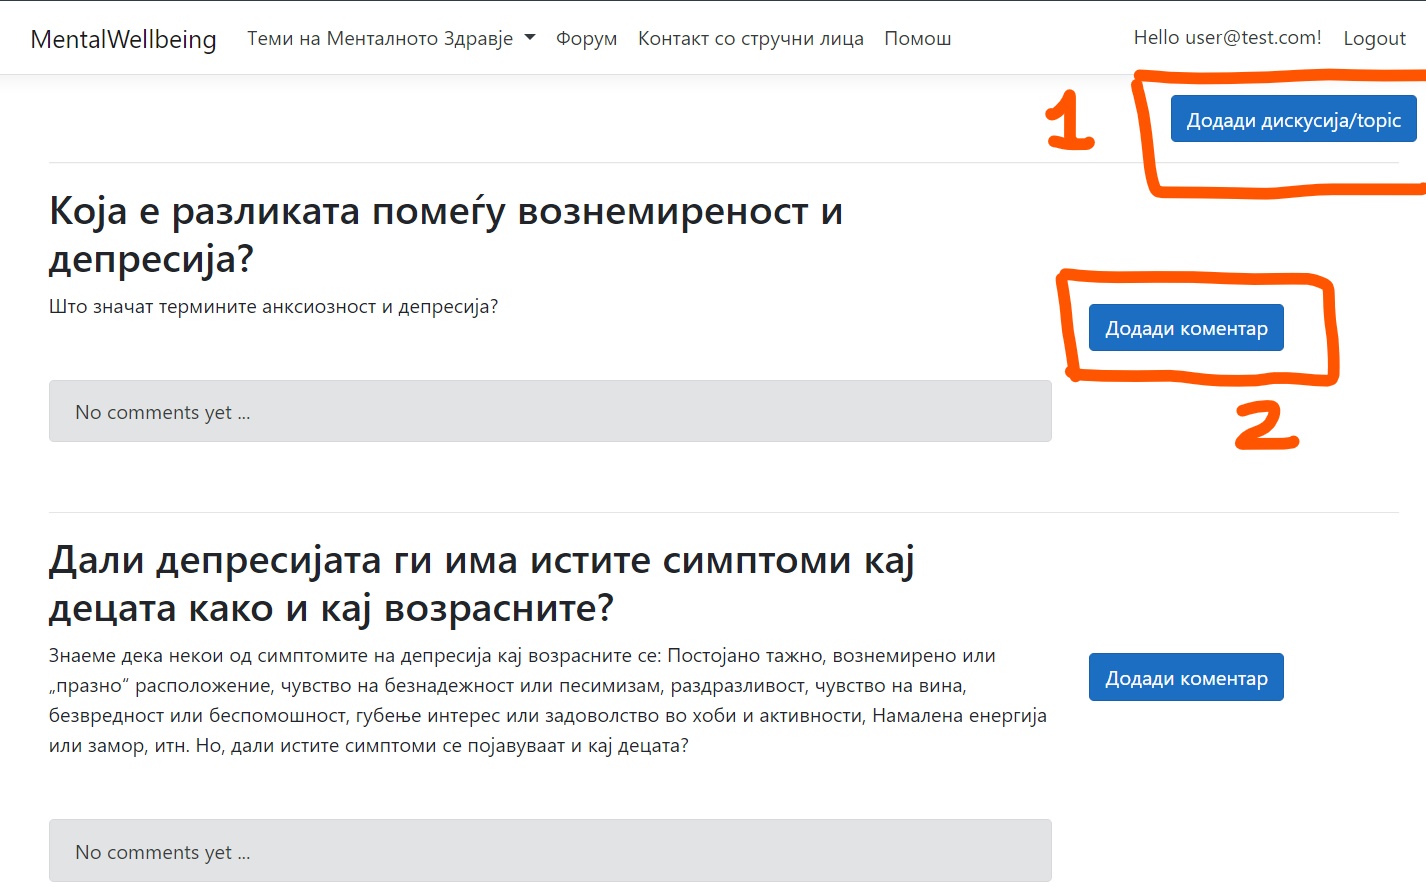 MentalWellbeing Теми на Менталното Здравје Форум Контакт со стручни лица Помош Hello user@test.com! Logout
1
Додади дискусија/topic
Која е разликата помеѓу вознемиреност и
депресија?
Што значат термините анксиозност и депресија?
Додади коментар
2
No comments yet ...
Дали депресијата ги има истите симптоми кај
децата како и кај возрасните?
Знаеме дека некои од симптомите на депресија кај возрасните се: Постојано тажно, вознемирено или
„празно“ расположение, чувство на безнадежност или песимизам, раздразливост, чувство на вина,
безвредност или беспомошност, губење интерес или задоволство во хоби и активности, Намалена енергија
или замор, итн. Но, дали истите симптоми се појавуваат и кај децата?
Додади коментар
No comments yet ...